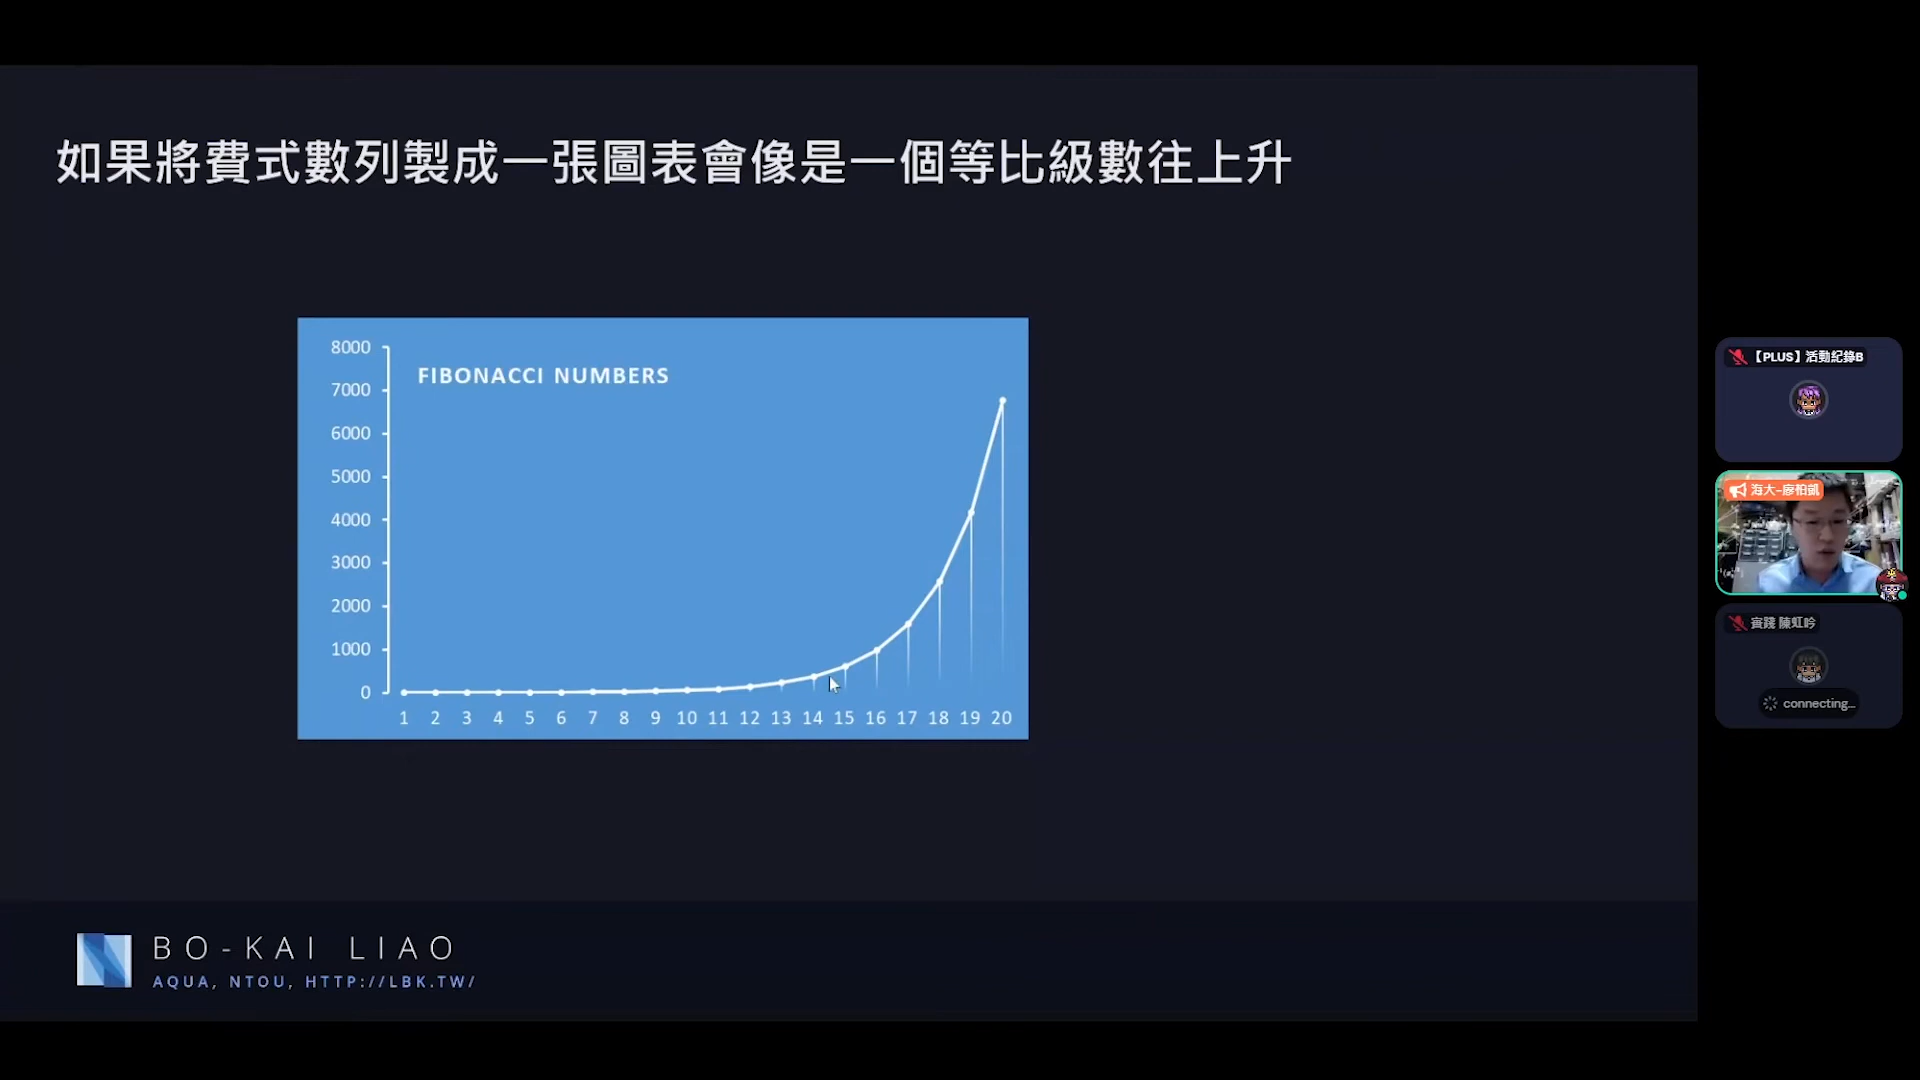 如果將費式數列製成一張圖表會像是一個等比級數往上升
FIBONACCI NUMBERS
8000
7000
6000
5000
4000
3000
2000
1000
0
1 2 3 4 5 6 7 8 9 10 11 12 13 14 15 16 17 18 19 20
BO-KAI LIAO
AQUA, NTOU, HTTP://LBK.TW/
【PLUS】活動紀錄B
海大-廖柏凱
實踐 陳虹吟
connecting...